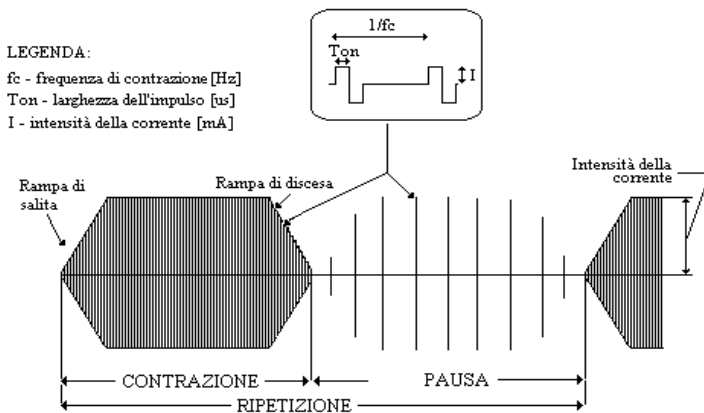 LEGENDA:
fc - frequenza di contrazione [Hz]
Ton - larghezza dell'impulso [us]
I - intensità della corrente [mA]
1/fc
Ton
I
Rampa di
salita
Rampa di discesa
Intensità della
corrente
CONTRAZIONE
PAUSA
RIPETIZIONE